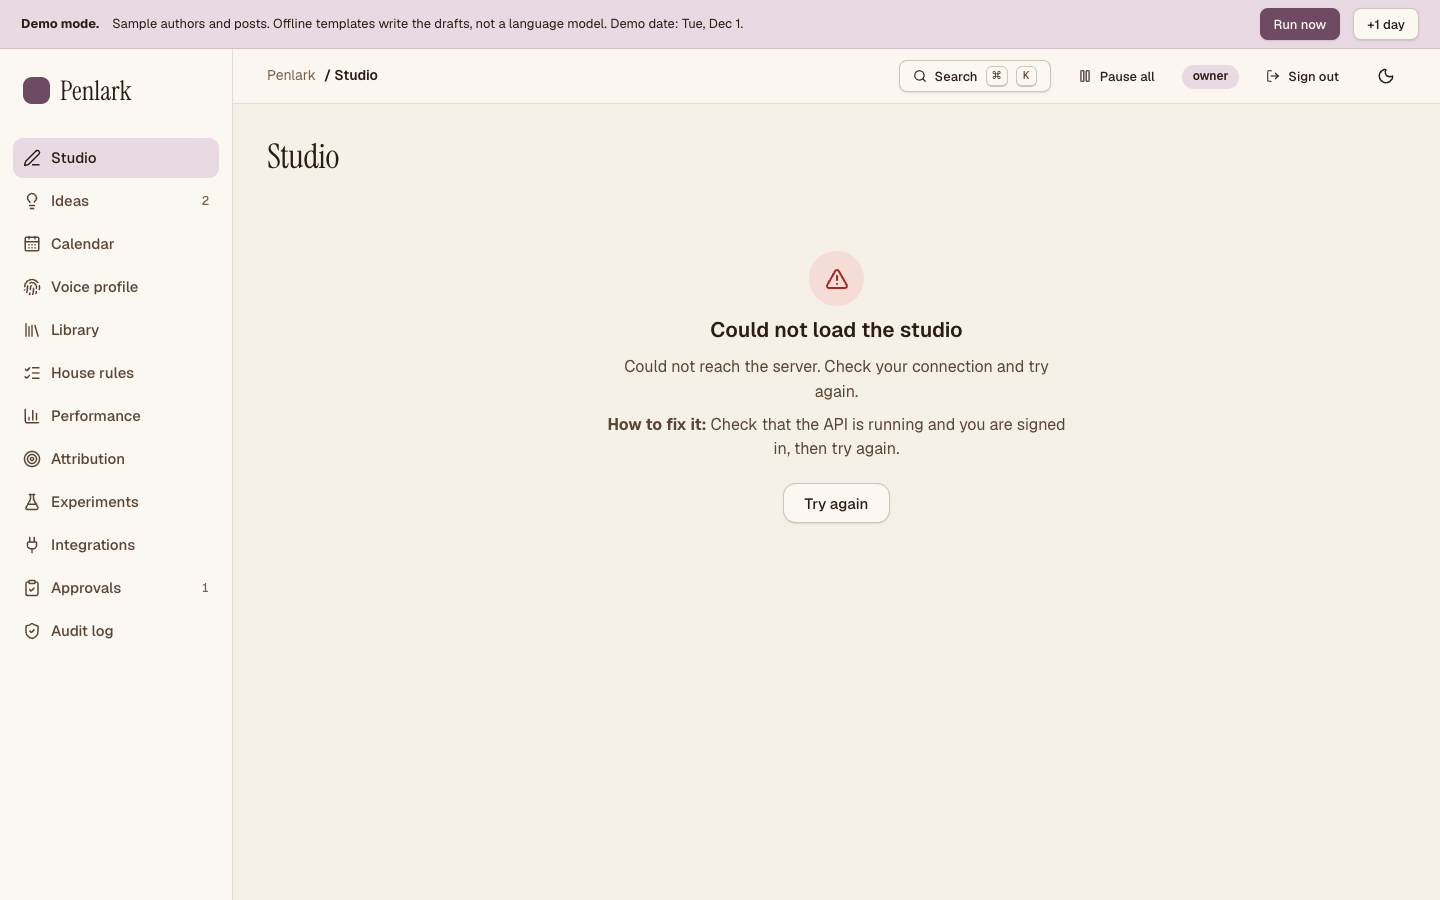 Demo mode. Sample authors and posts. Offline templates write the drafts, not a language model. Demo date: Tue, Dec 1.
Run now
+1 day
Penlark
Penlark / Studio
Search ⌘ K
Pause all
owner
Sign out
Studio
Ideas 2
Calendar
Voice profile
Library
House rules
Performance
Attribution
Experiments
Integrations
Approvals 1
Audit log
Studio
Could not load the studio
Could not reach the server. Check your connection and try
again.
How to fix it: Check that the API is running and you are signed
in, then try again.
Try again